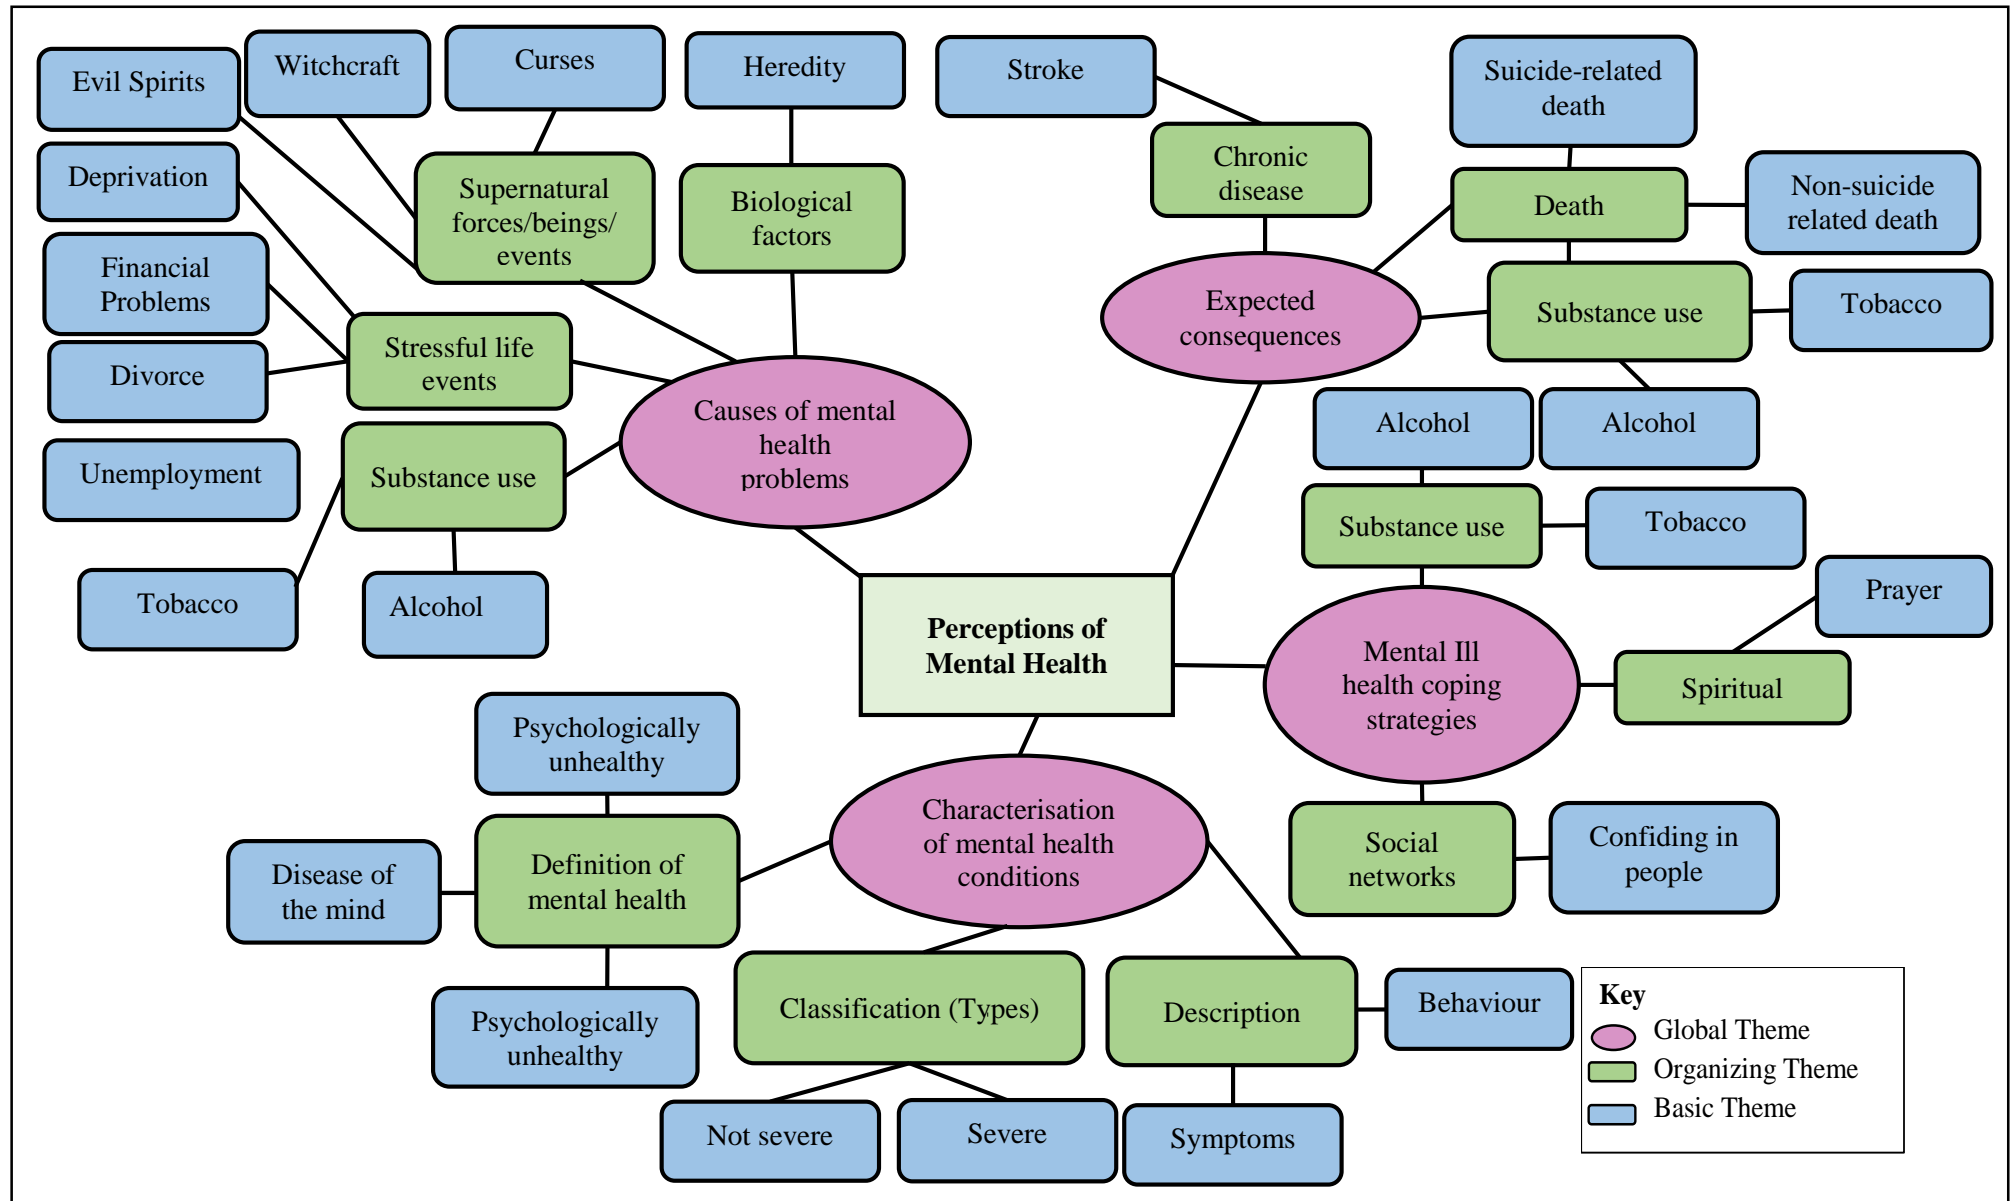 Evil Spirits
Witchcraft
Curses
Heredity
Stroke
Suicide-related
death
Deprivation
Supernatural
forces/beings/
events
Biological
factors
Chronic
disease
Death
Non-suicide
related death
Financial
Problems
Expected
consequences
Substance use
Tobacco
Divorce
Stressful life
events
Causes of mental
health
problems
Alcohol
Alcohol
Unemployment
Substance use
Substance use
Tobacco
Tobacco
Alcohol
Perceptions of
Mental Health
Prayer
Mental Ill
health coping
strategies
Spiritual
Psychologically
unhealthy
Characterisation
of mental health
conditions
Social
networks
Confiding in
people
Disease of
the mind
Definition of
mental health
Psychologically
unhealthy
Classification (Types)
Description
Behaviour
Not severe
Severe
Symptoms
Key
Global Theme
Organizing Theme
Basic Theme